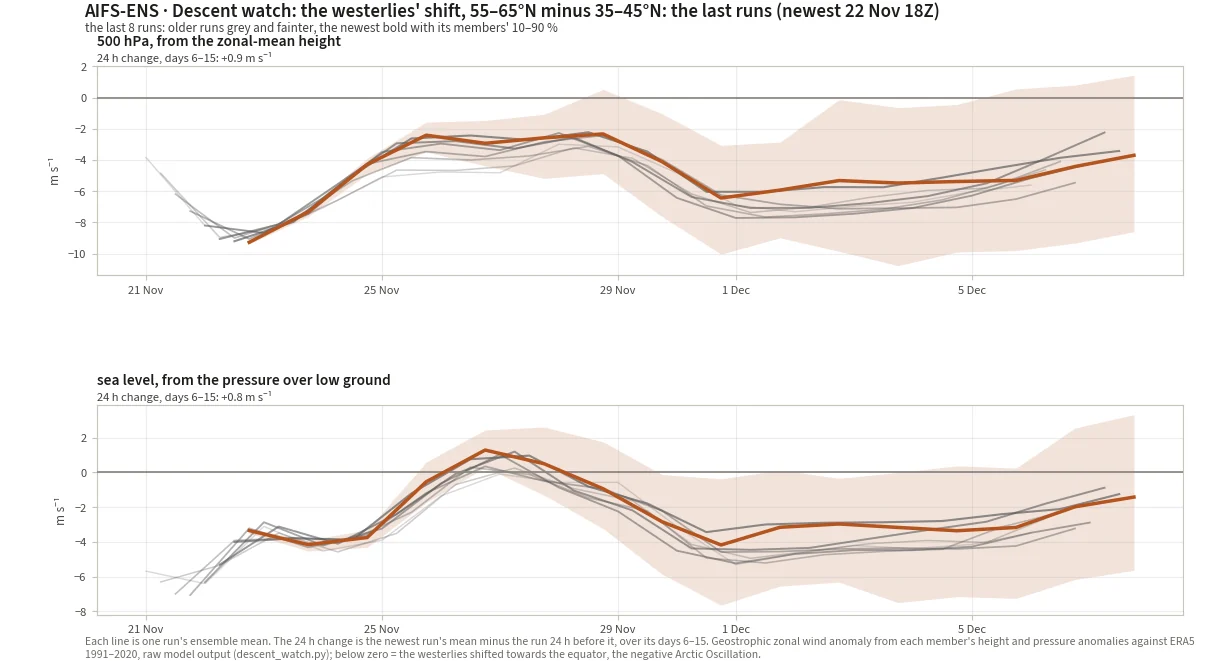 AIFS-ENS · Descent watch: the westerlies' shift, 55–65°N minus 35–45°N: the last runs (newest 22 Nov 18Z)
the last 8 runs: older runs grey and fainter, the newest bold with its members' 10–90 %
500 hPa, from the zonal-mean height
24 h change, days 6–15: +0.9 m s⁻¹
2
0
−2
−4
−6
−8
−10
m s⁻¹
21 Nov
25 Nov
29 Nov
1 Dec
5 Dec
sea level, from the pressure over low ground
24 h change, days 6–15: +0.8 m s⁻¹
2
0
−2
−4
−6
−8
m s⁻¹
21 Nov
25 Nov
29 Nov
1 Dec
5 Dec
Each line is one run's ensemble mean. The 24 h change is the newest run's mean minus the run 24 h before it, over its days 6–15. Geostrophic zonal wind anomaly from each member's height and pressure anomalies against ERA5
1991–2020, raw model output (descent_watch.py); below zero = the westerlies shifted towards the equator, the negative Arctic Oscillation.